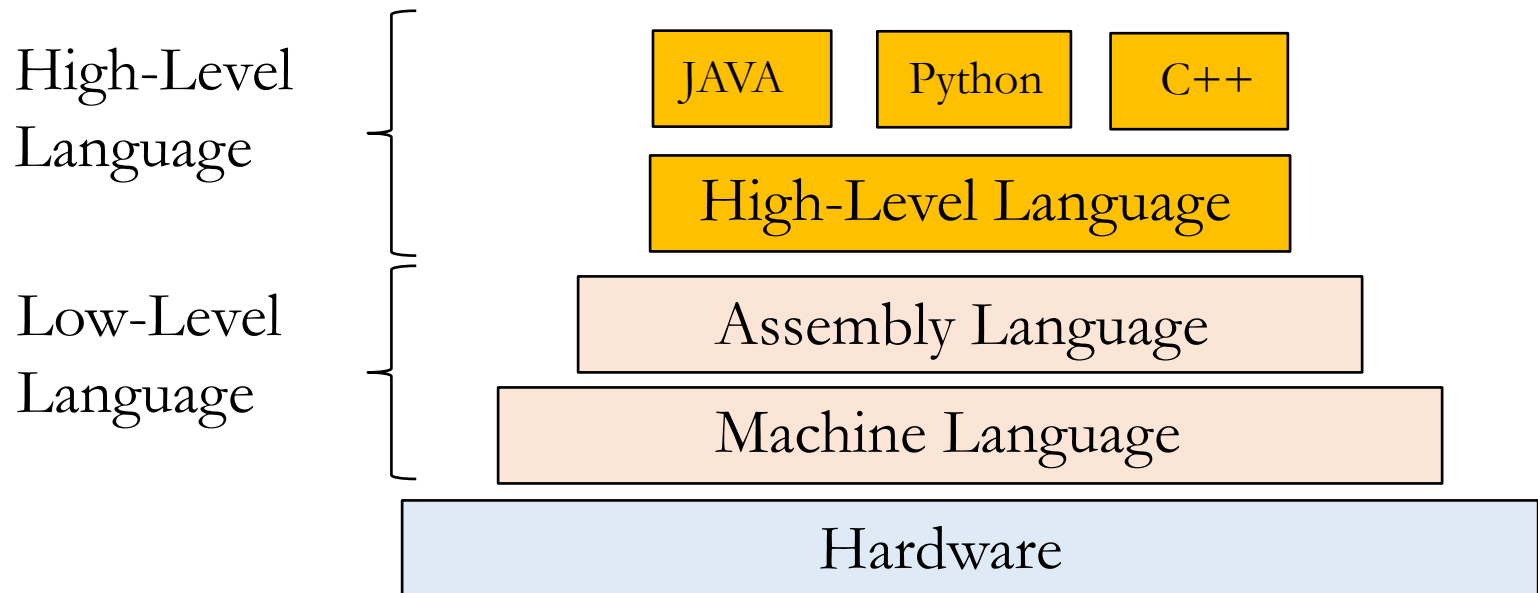 High-Level
Language
JAVA
Python
C++
High-Level Language
Low-Level
Language
Assembly Language
Machine Language
Hardware